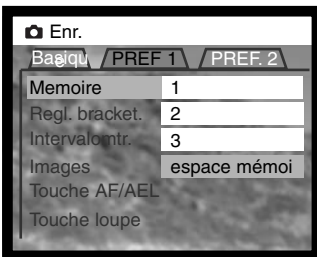 Enr.
Basiqu PREF 1 PREF. 2
Memoire 1
Regl. bracket. 2
Intervalomtr. 3
Images espace mémoi
Touche AF/AEL
Touche loupe